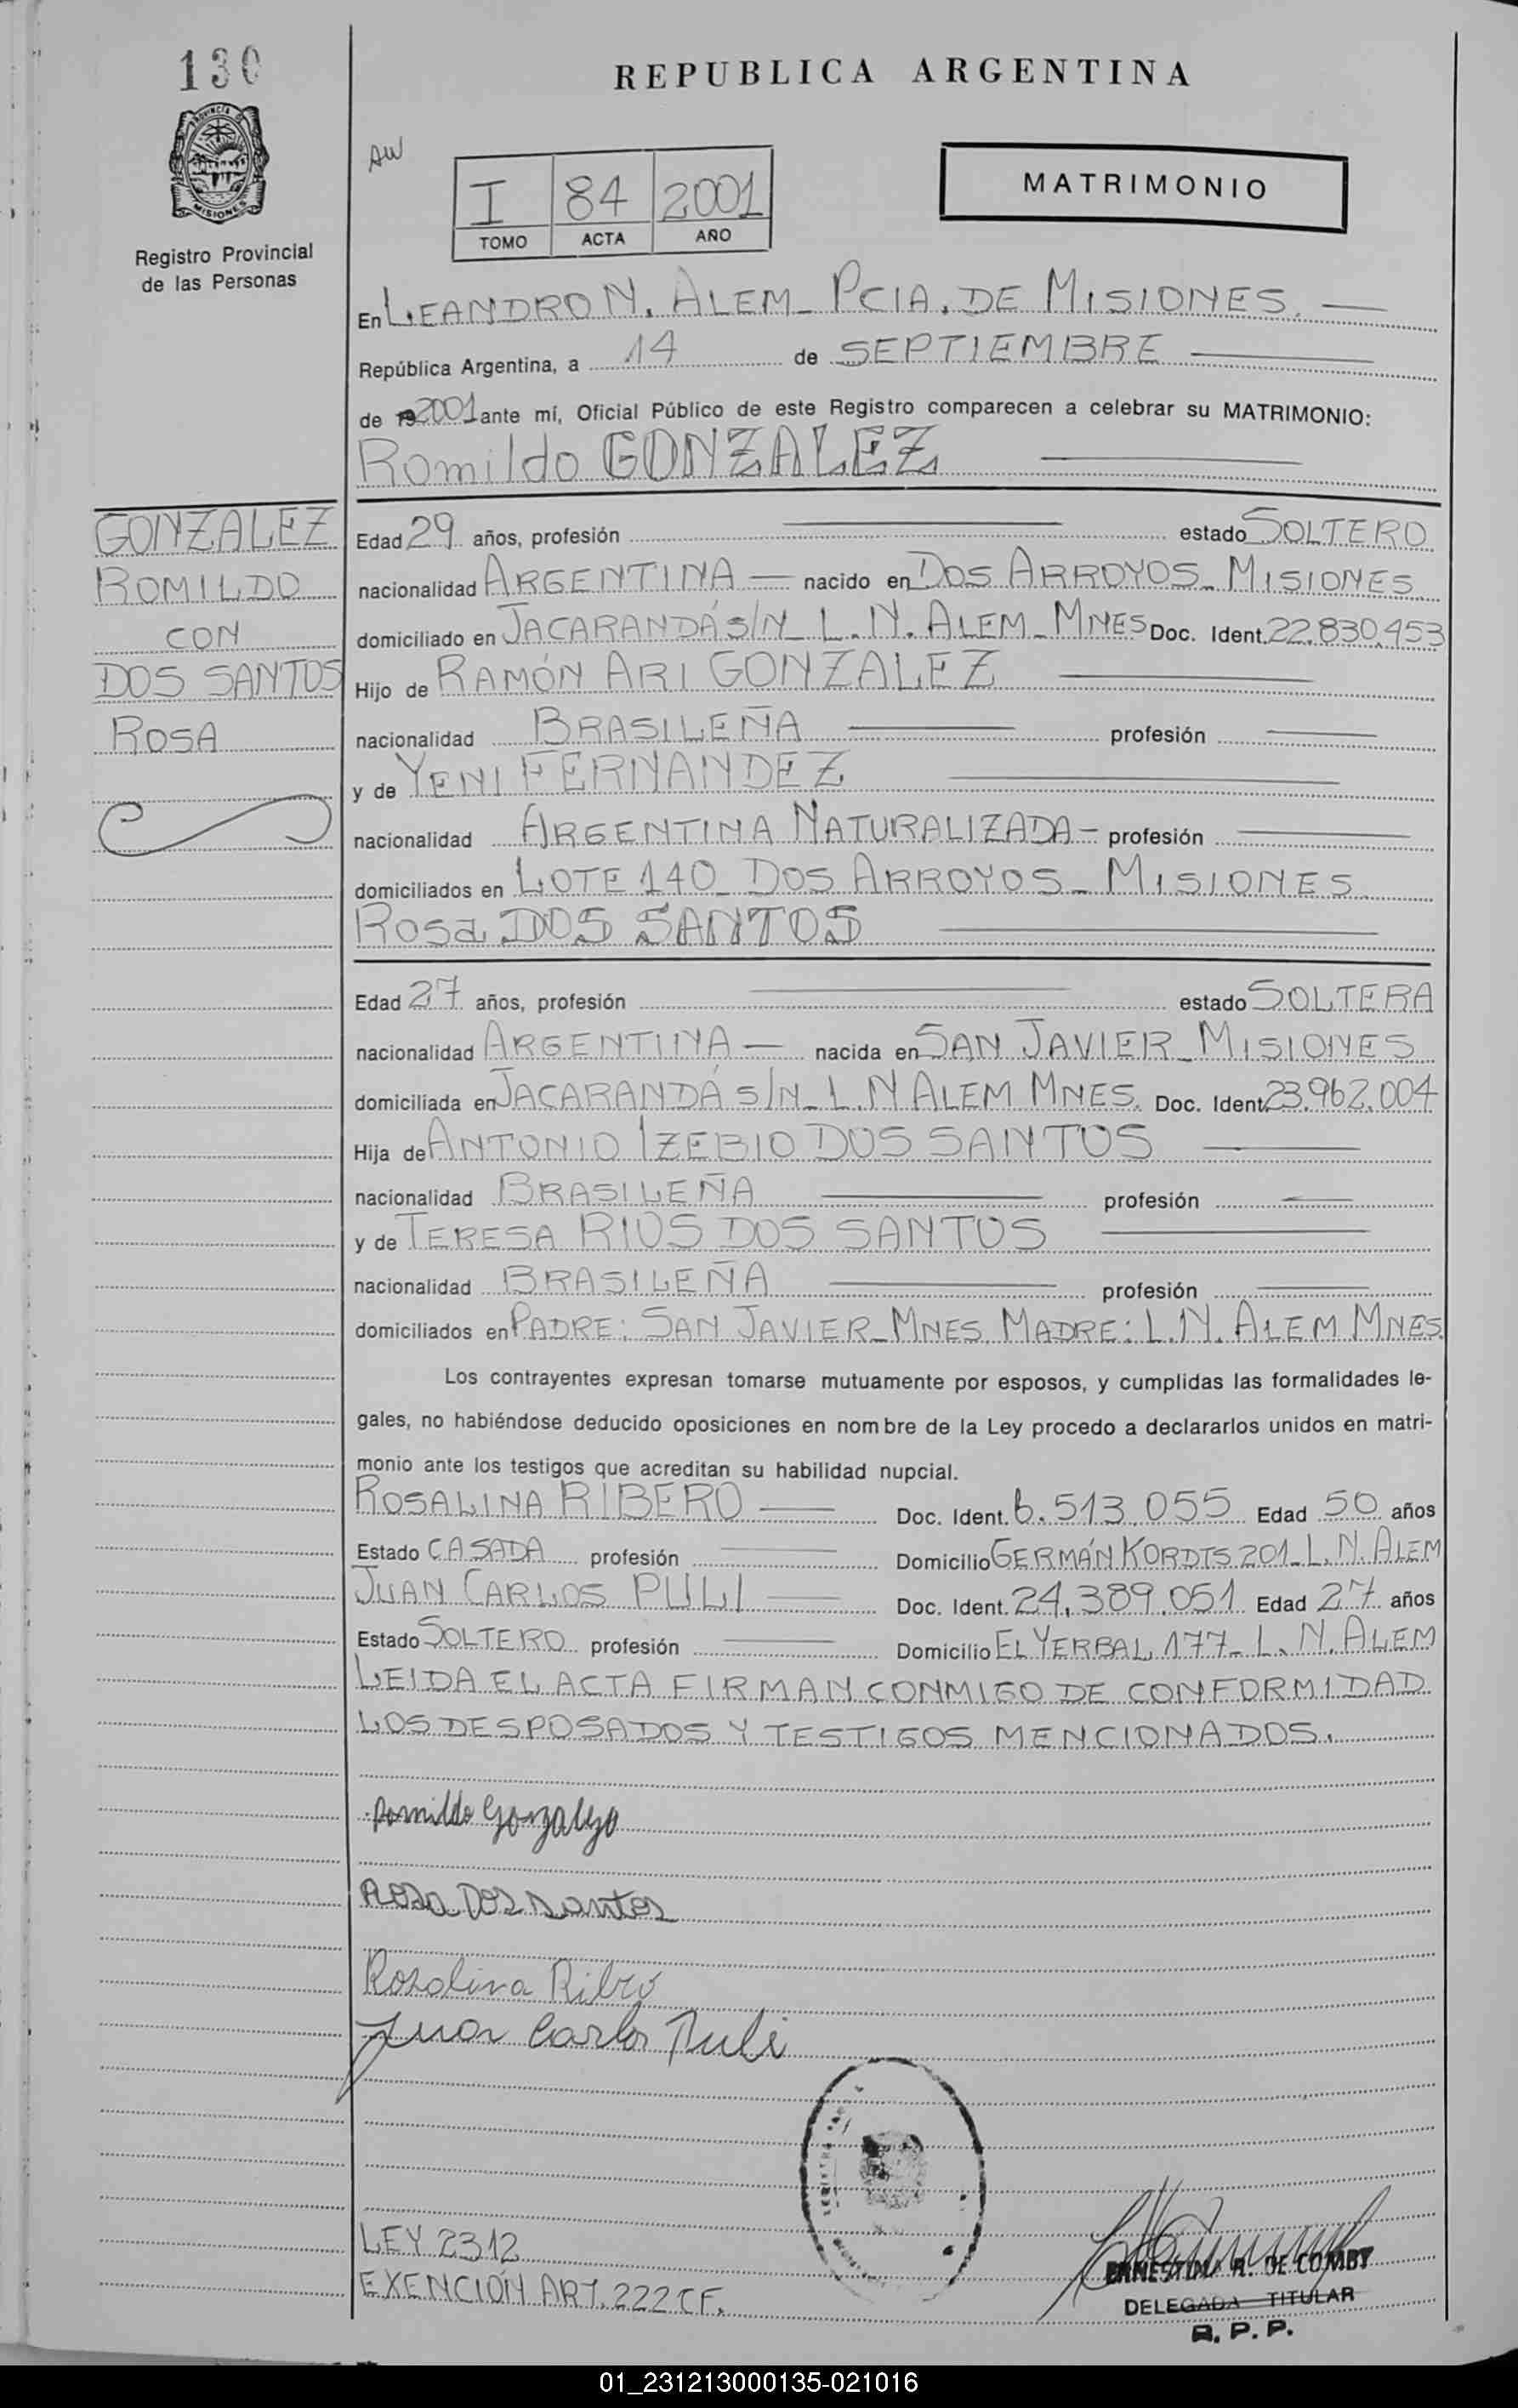 130
PROVINCIA DE
MISIONES
Registro Provincial
de las Personas
REPUBLICA ARGENTINA
AW
I 84 2001
TOMO ACTA AÑO
MATRIMONIO
En LEANDRO N. ALEM - PCIA. DE MISIONES.
República Argentina, a 14 de SEPTIEMBRE
de 2001 ante mí, Oficial Público de este Registro comparecen a celebrar su MATRIMONIO:
Romildo GONZALEZ
GONZALEZ
ROMILDO
CON
DOS SANTOS
ROSA
Edad 29 años, profesión estado SOLTERO
nacionalidad ARGENTINA — nacido en DOS ARROYOS - MISIONES
domiciliado en JACARANDÁ S/N - L. N. ALEM - MNES Doc. Ident. 22.830.453
Hijo de RAMÓN ARI GONZALEZ
nacionalidad BRASILEÑA profesión
y de YENI FERNANDEZ
nacionalidad ARGENTINA NATURALIZADA - profesión
domiciliados en LOTE 140 - DOS ARROYOS - MISIONES
Rosa DOS SANTOS
Edad 27 años, profesión estado SOLTERA
nacionalidad ARGENTINA — nacida en SAN JAVIER - MISIONES
domiciliada en JACARANDÁ S/N - L. N ALEM MNES. Doc. Ident. 23.962.004
Hija de ANTONIO IZEBIO DOS SANTOS
nacionalidad BRASILEÑA profesión
y de TERESA RIOS DOS SANTOS
nacionalidad BRASILEÑA profesión
domiciliados en PADRE: SAN JAVIER - MNES MADRE: L. N. ALEM MNES.
Los contrayentes expresan tomarse mutuamente por esposos, y cumplidas las formalidades le-
gales, no habiéndose deducido oposiciones en nombre de la Ley procedo a declararlos unidos en matri-
monio ante los testigos que acreditan su habilidad nupcial.
ROSALINA RIBERO Doc. Ident. 6.513.055 Edad 50 años
Estado CASADA profesión Domicilio GERMÁN KORDTS 201 - L. N. ALEM
JUAN CARLOS PULI Doc. Ident. 24.389.051 Edad 27 años
Estado SOLTERO profesión Domicilio EL YERBAL 177 - L. N. ALEM
LEIDA EL ACTA FIRMAN CONMIGO DE CONFORMIDAD
LOS DESPOSADOS Y TESTIGOS MENCIONADOS.
Romildo Gonzalez
Rosa Dos Santos
Rosalina Ribero
Juan Carlos Puli
LEY 2312
EXENCIÓN ART. 222 C F.
ERNESTINA R. DE COMBY
DELEGADA TITULAR
R. P. P.
01_231213000135-021016